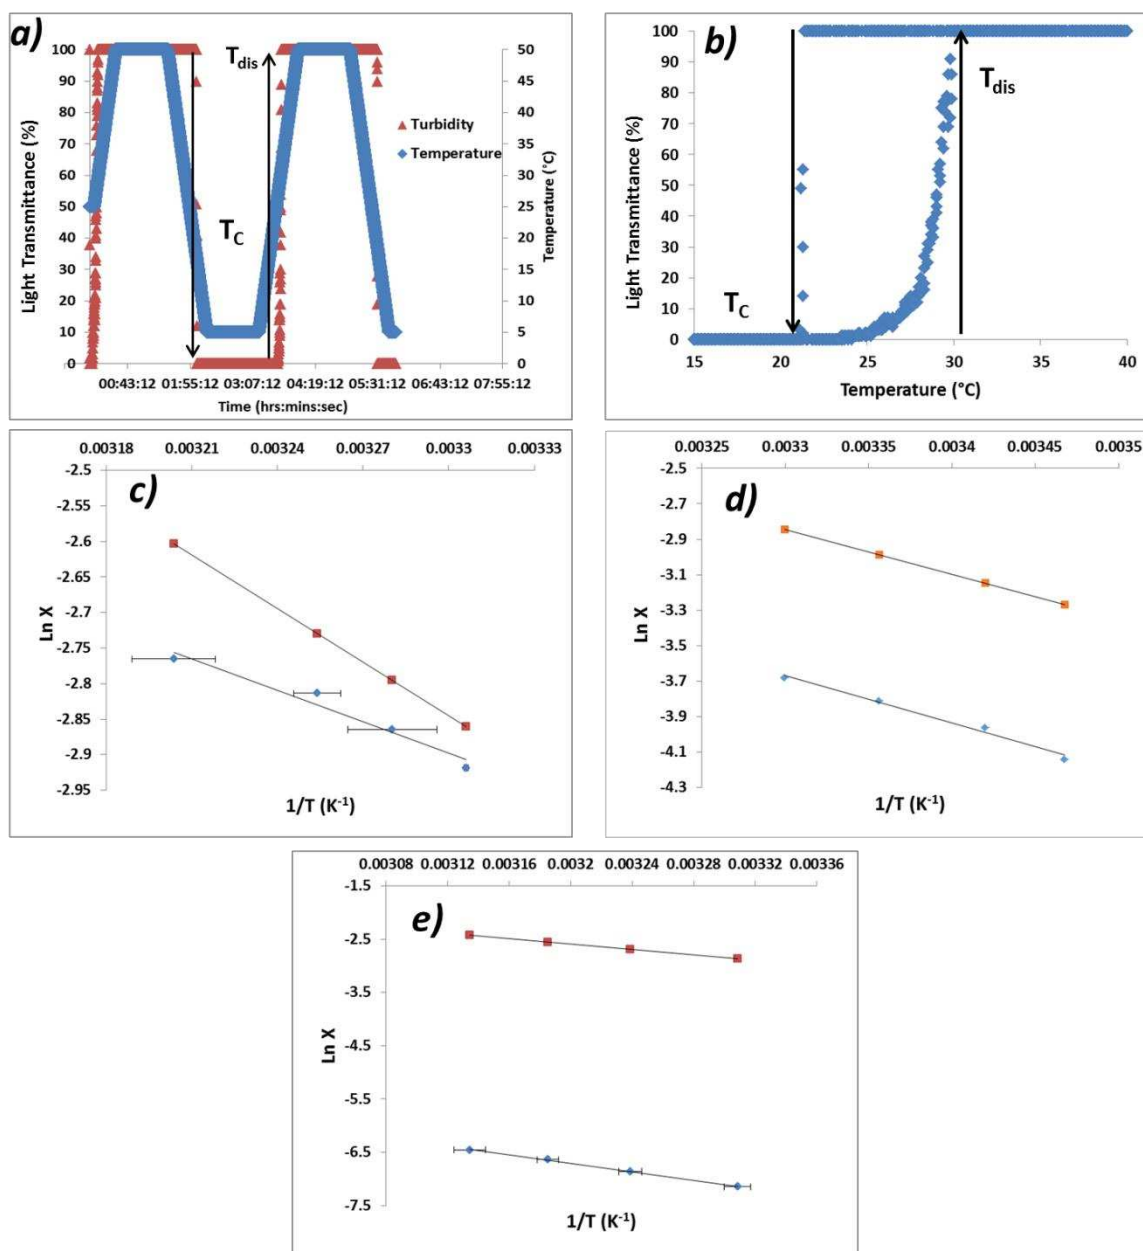 a)
100
90
80
70
60
50
40
30
20
10
0
Light Transmittance (%)
T_C
T_dis
Turbidity
Temperature
50
45
40
35
30
25
20
15
10
5
0
Temperature (°C)
00:43:12 01:55:12 03:07:12 04:19:12 05:31:12 06:43:12 07:55:12
Time (hrs:mins:sec)
b)
100
90
80
70
60
50
40
30
20
10
0
Light Transmittance (%)
T_C
T_dis
15 20 25 30 35 40
Temperature (°C)
c)
0.00318 0.00321 0.00324 0.00327 0.0033 0.00333
-2.5
-2.55
-2.6
-2.65
-2.7
-2.75
-2.8
-2.85
-2.9
-2.95
Ln X
1/T (K⁻¹)
d)
0.00325 0.0033 0.00335 0.0034 0.00345 0.0035
-2.5
-2.9
-3.1
-3.3
-3.5
-3.7
-3.9
-4.1
-4.3
Ln X
1/T (K⁻¹)
e)
0.00308 0.00312 0.00316 0.0032 0.00324 0.00328 0.00332 0.00336
-1.5
-2.5
-3.5
-4.5
-5.5
-6.5
-7.5
Ln X
1/T (K⁻¹)